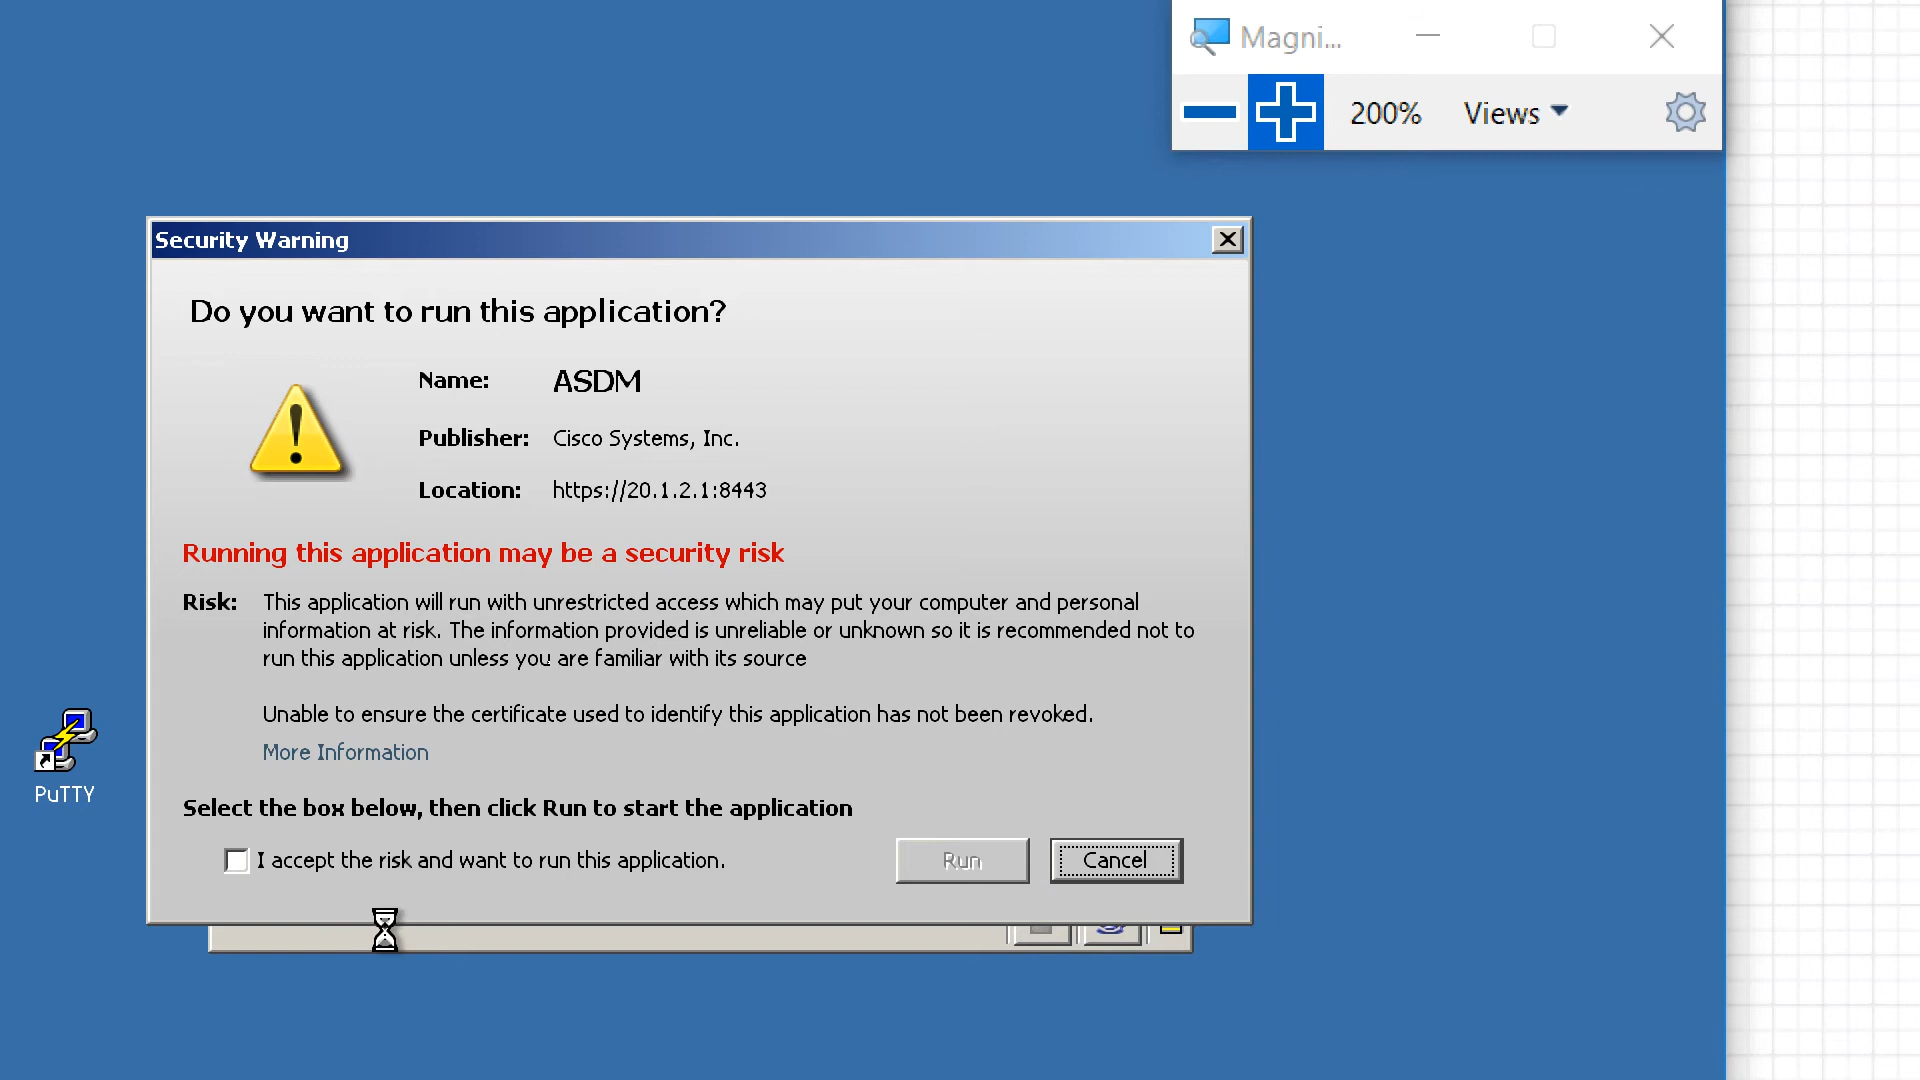 Magni...
200% Views
Security Warning
Do you want to run this application?
Name: ASDM
Publisher: Cisco Systems, Inc.
Location: https://20.1.2.1:8443
Running this application may be a security risk
Risk: This application will run with unrestricted access which may put your computer and personal
information at risk. The information provided is unreliable or unknown so it is recommended not to
run this application unless you are familiar with its source
Unable to ensure the certificate used to identify this application has not been revoked.
More Information
PuTTY
Select the box below, then click Run to start the application
I accept the risk and want to run this application.
Run Cancel